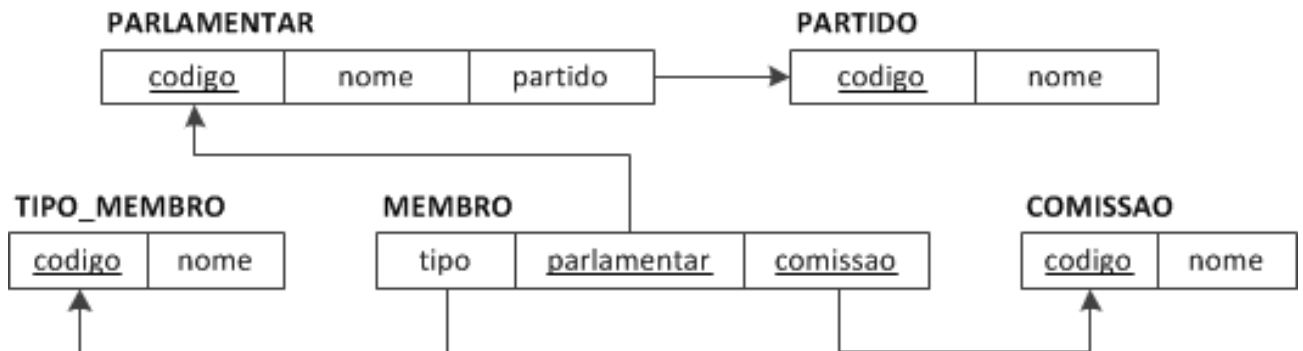 PARLAMENTAR
PARTIDO
codigo nome partido
codigo nome
TIPO_MEMBRO
MEMBRO
COMISSAO
codigo nome
tipo parlamentar comissao
codigo nome